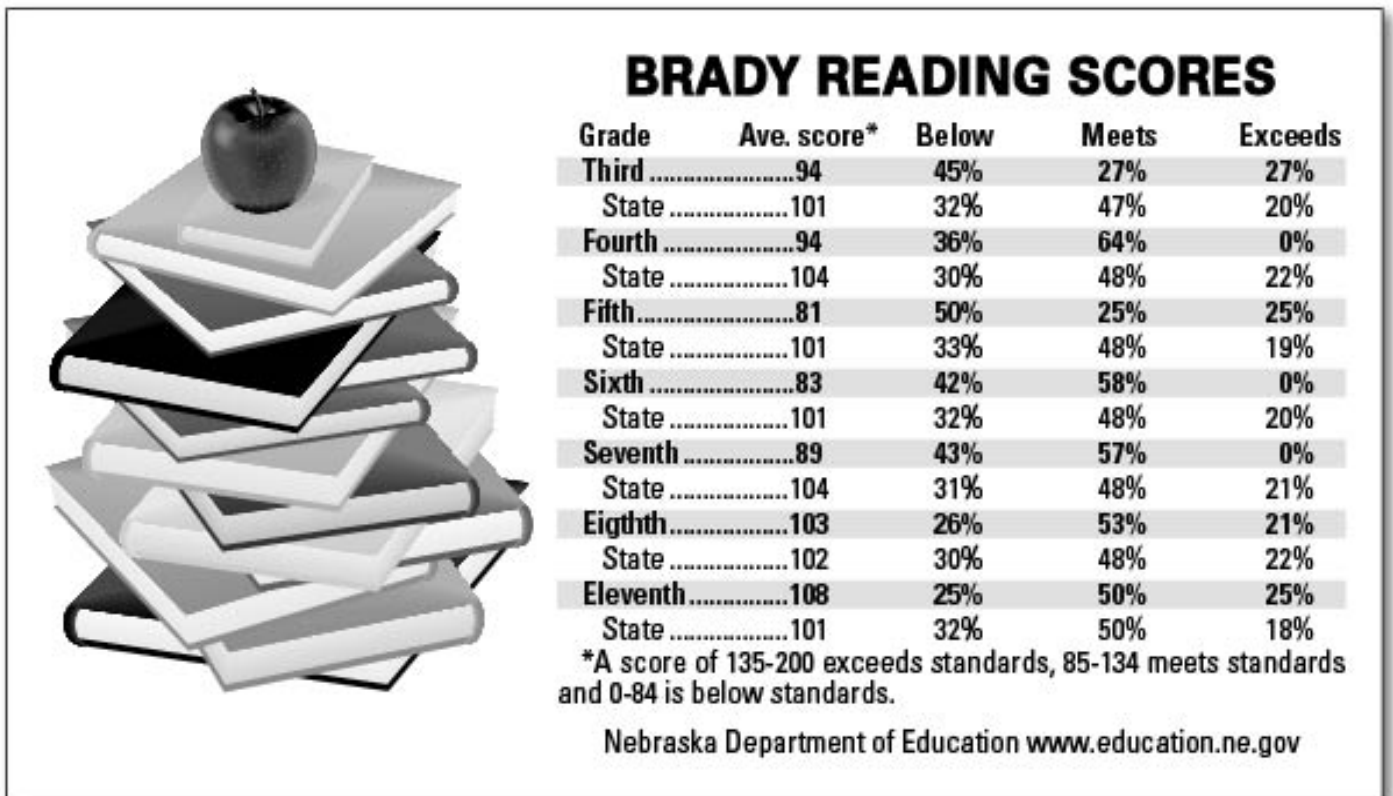 BRADY READING SCORES
Grade Ave. score* Below Meets Exceeds
Third ......................94 45% 27% 27%
State ..................101 32% 47% 20%
Fourth ....................94 36% 64% 0%
State ..................104 30% 48% 22%
Fifth........................81 50% 25% 25%
State ..................101 33% 48% 19%
Sixth ......................83 42% 58% 0%
State ..................101 32% 48% 20%
Seventh .................89 43% 57% 0%
State ..................104 31% 48% 21%
Eigthth..................103 26% 53% 21%
State ..................102 30% 48% 22%
Eleventh...............108 25% 50% 25%
State ..................101 32% 50% 18%
*A score of 135-200 exceeds standards, 85-134 meets standards
and 0-84 is below standards.
Nebraska Department of Education www.education.ne.gov